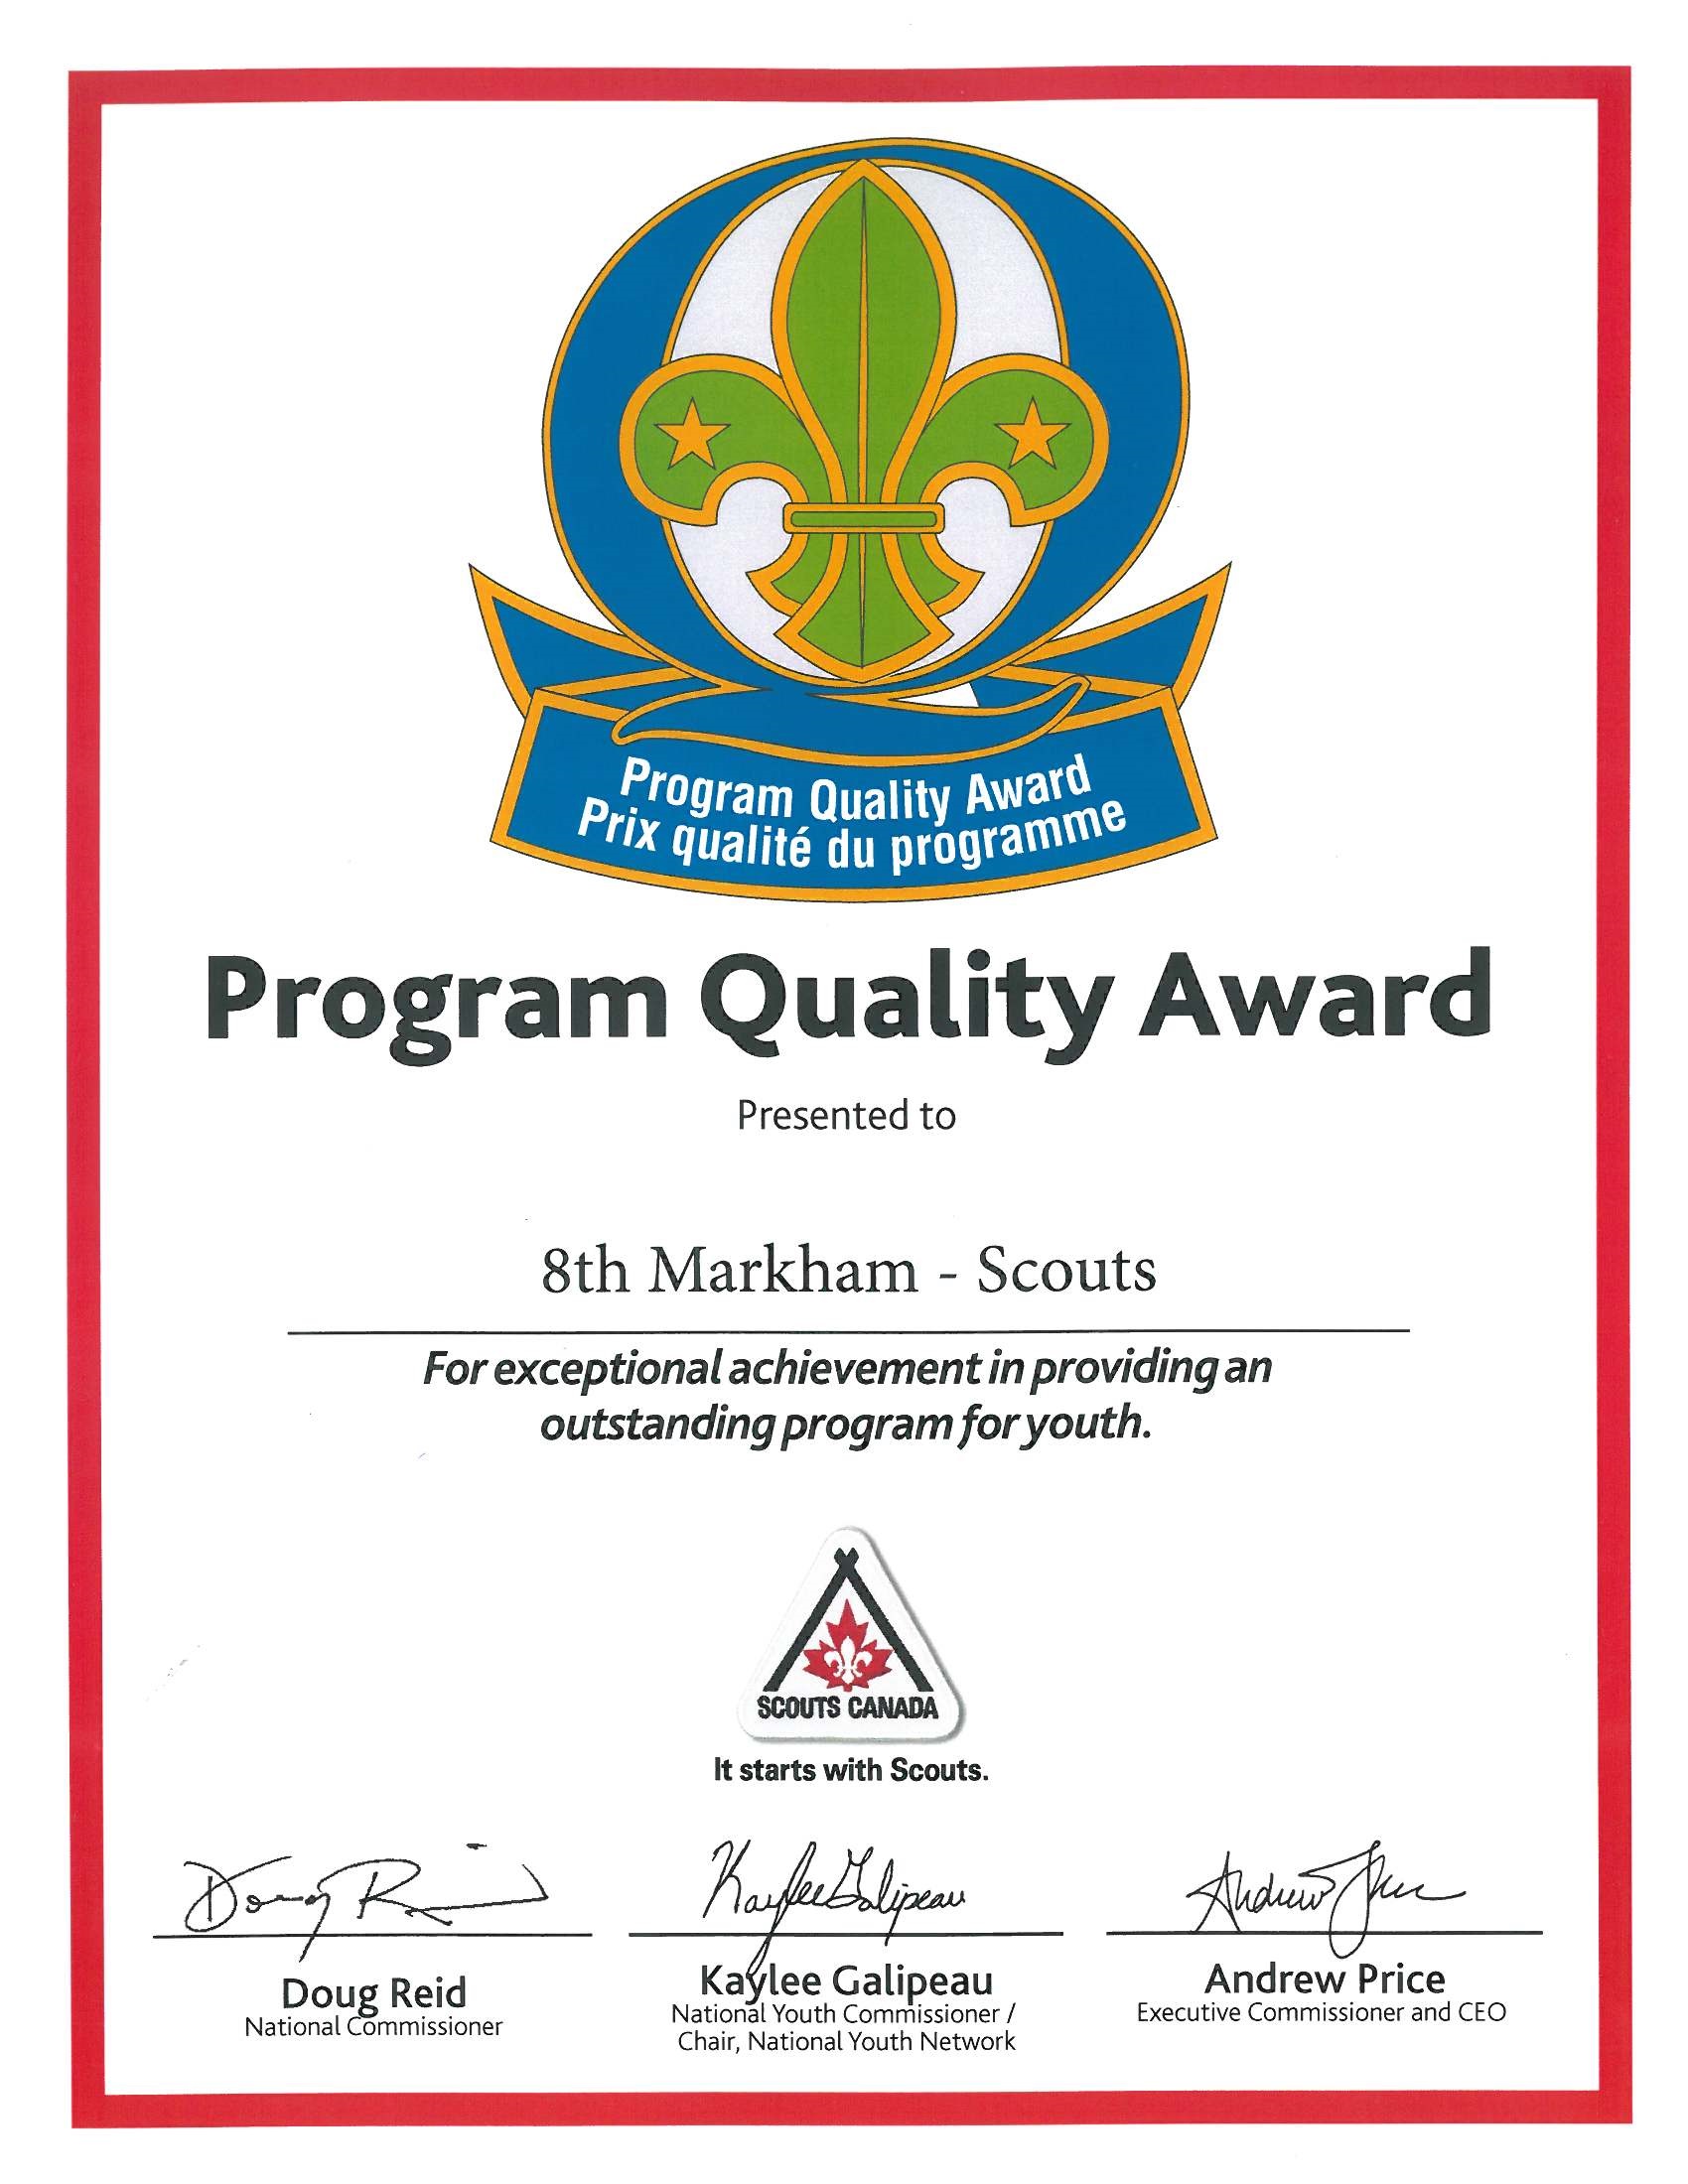 Program Quality Award
Prix qualité du programme
Program Quality Award
Presented to
8th Markham - Scouts
For exceptional achievement in providing an
outstanding program for youth.
SCOUTS CANADA
It starts with Scouts.
Doug Reid
Kaylee Galipeau
Andrew Price
Doug Reid
National Commissioner
Kaylee Galipeau
National Youth Commissioner /
Chair, National Youth Network
Andrew Price
Executive Commissioner and CEO